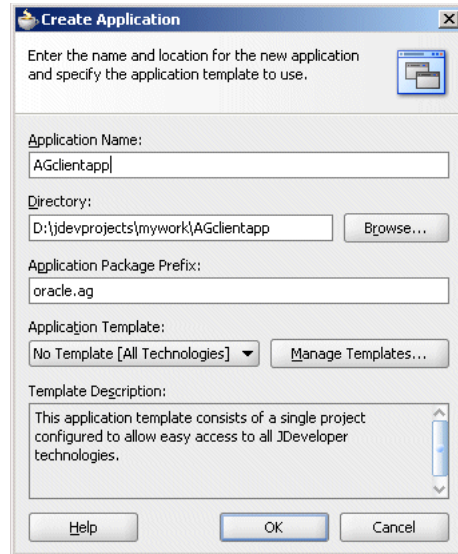 Create Application
Enter the name and location for the new application
and specify the application template to use.
Application Name:
AGclientapp
Directory:
D:\jdevprojects\mywork\AGclientapp
Browse...
Application Package Prefix:
oracle.ag
Application Template:
No Template [All Technologies]
Manage Templates...
Template Description:
This application template consists of a single project
configured to allow easy access to all JDeveloper
technologies.
Help
OK
Cancel